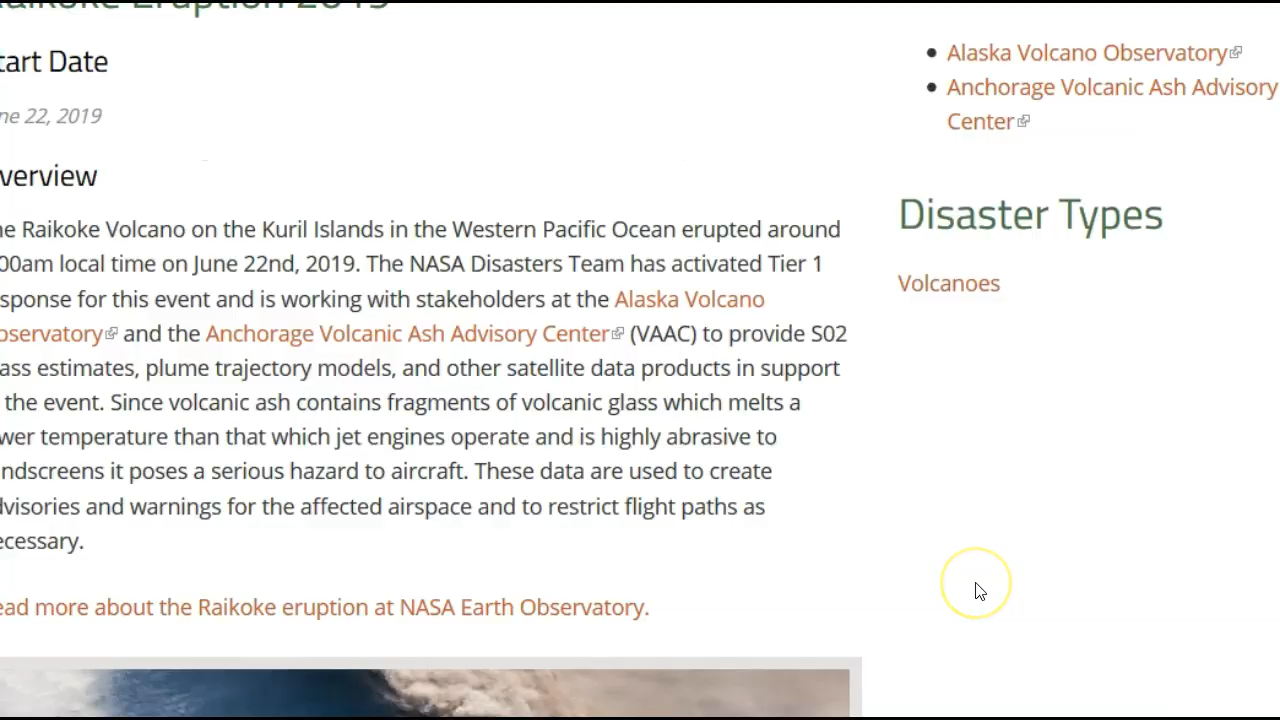 Raikoke Eruption 2019
tart Date
ne 22, 2019
verview
ne Raikoke Volcano on the Kuril Islands in the Western Pacific Ocean erupted around
:00am local time on June 22nd, 2019. The NASA Disasters Team has activated Tier 1
sponse for this event and is working with stakeholders at the Alaska Volcano
bservatory and the Anchorage Volcanic Ash Advisory Center (VAAC) to provide S02
ass estimates, plume trajectory models, and other satellite data products in support
the event. Since volcanic ash contains fragments of volcanic glass which melts a
wer temperature than that which jet engines operate and is highly abrasive to
ndscreens it poses a serious hazard to aircraft. These data are used to create
dvisories and warnings for the affected airspace and to restrict flight paths as
ecessary.
ead more about the Raikoke eruption at NASA Earth Observatory.
Alaska Volcano Observatory
Anchorage Volcanic Ash Advisory
Center
Disaster Types
Volcanoes